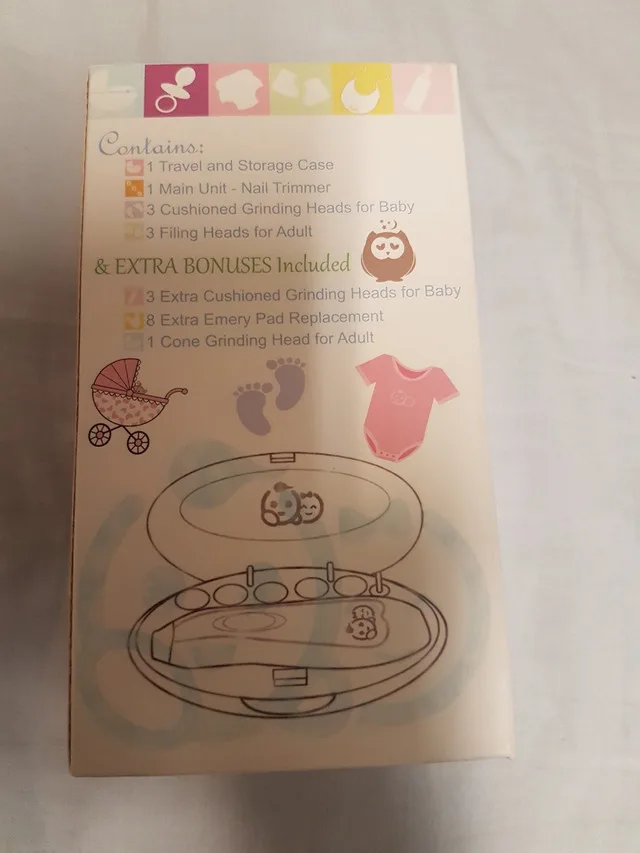 Contains:
1 Travel and Storage Case
1 Main Unit - Nail Trimmer
3 Cushioned Grinding Heads for Baby
3 Filing Heads for Adult
& EXTRA BONUSES Included
3 Extra Cushioned Grinding Heads for Baby
8 Extra Emery Pad Replacement
1 Cone Grinding Head for Adult